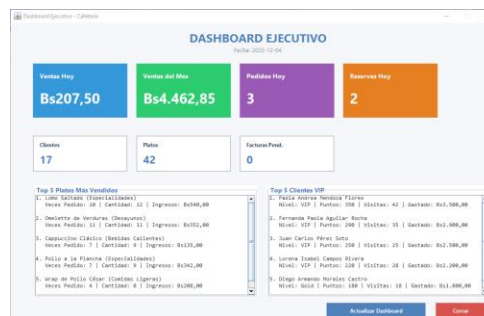 Dashboard Ejecutivo - Cafetería
DASHBOARD EJECUTIVO
Fecha: 2025-12-04
Ventas Hoy
Bs207,50
Ventas del Mes
Bs4.462,85
Pedidos Hoy
3
Reservas Hoy
2
Clientes
17
Platos
42
Facturas Pend.
0
Top 5 Platos Más Vendidos
1. Lomo Saltado (Especialidades)
Veces Pedido: 10 | Cantidad: 12 | Ingresos: Bs540,00
2. Omelette de Verduras (Desayunos)
Veces Pedido: 11 | Cantidad: 11 | Ingresos: Bs352,00
3. Cappuccino Clásico (Bebidas Calientes)
Veces Pedido: 7 | Cantidad: 9 | Ingresos: Bs135,00
4. Pollo a la Plancha (Especialidades)
Veces Pedido: 7 | Cantidad: 9 | Ingresos: Bs342,00
5. Wrap de Pollo César (Comidas Ligeras)
Veces Pedido: 4 | Cantidad: 8 | Ingresos:
Top 5 Clientes VIP
1. Paola Andrea Mendoza Flores
Nivel: VIP | Puntos: 350 | Visitas: 42 | Gastado: Bs3.500,00
2. Fernanda Paola Aguilar Rocha
Nivel: VIP | Puntos: | Visitas: 35 | Gastado: Bs2.900,00
3. Juan Carlos Pérez Soto
Nivel: VIP | Puntos: 250 | Visitas: 25 | Gastado: Bs2.500,00
4. Lorena Isabel Campos Rivera
Nivel: VIP | Puntos: 220 | Visitas: 28 | Gastado: Bs2.200,00
5. Diego Armando Morales Castro
Nivel: Gold | Puntos: 180 | Visitas: 18 | Gastado: Bs1.800,00
Actualizar Dashboard
Cerrar